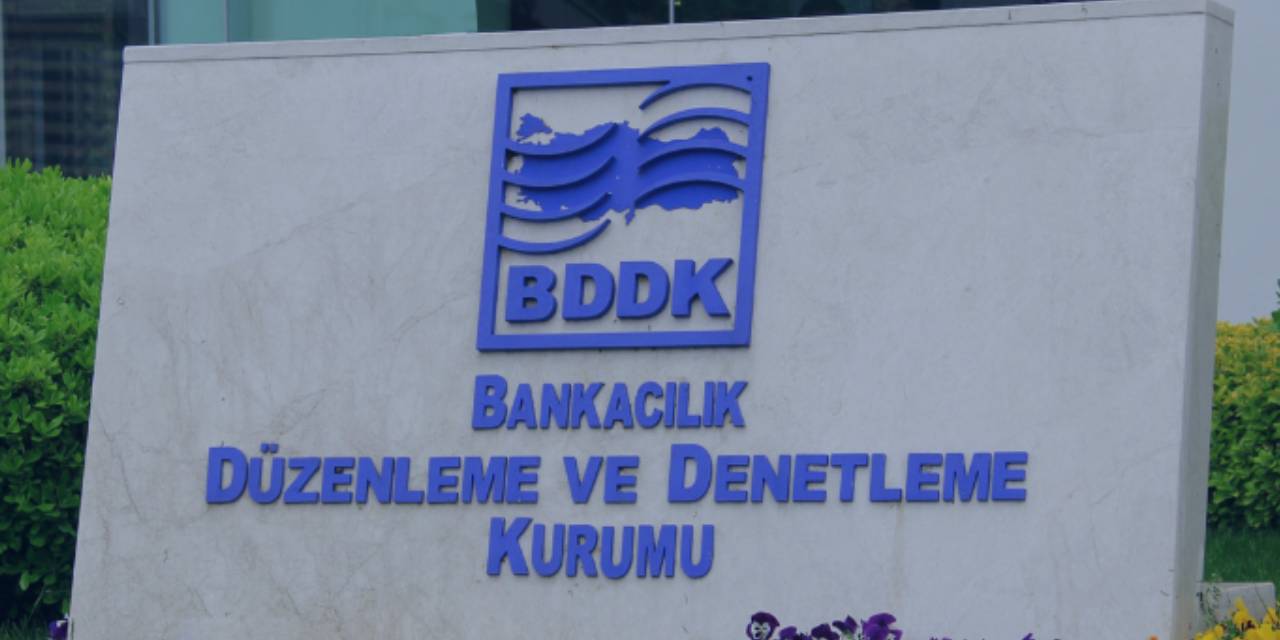 BDDK
BANKACILIK
DÜZENLEME VE DENETLEME
KURUMU